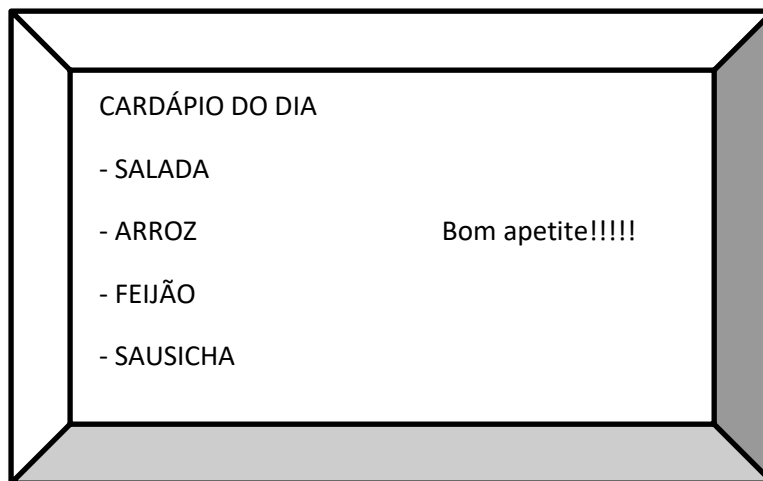 CARDÁPIO DO DIA
- SALADA
- ARROZ
Bom apetite!!!!!
- FEIJÃO
- SAUSICHA